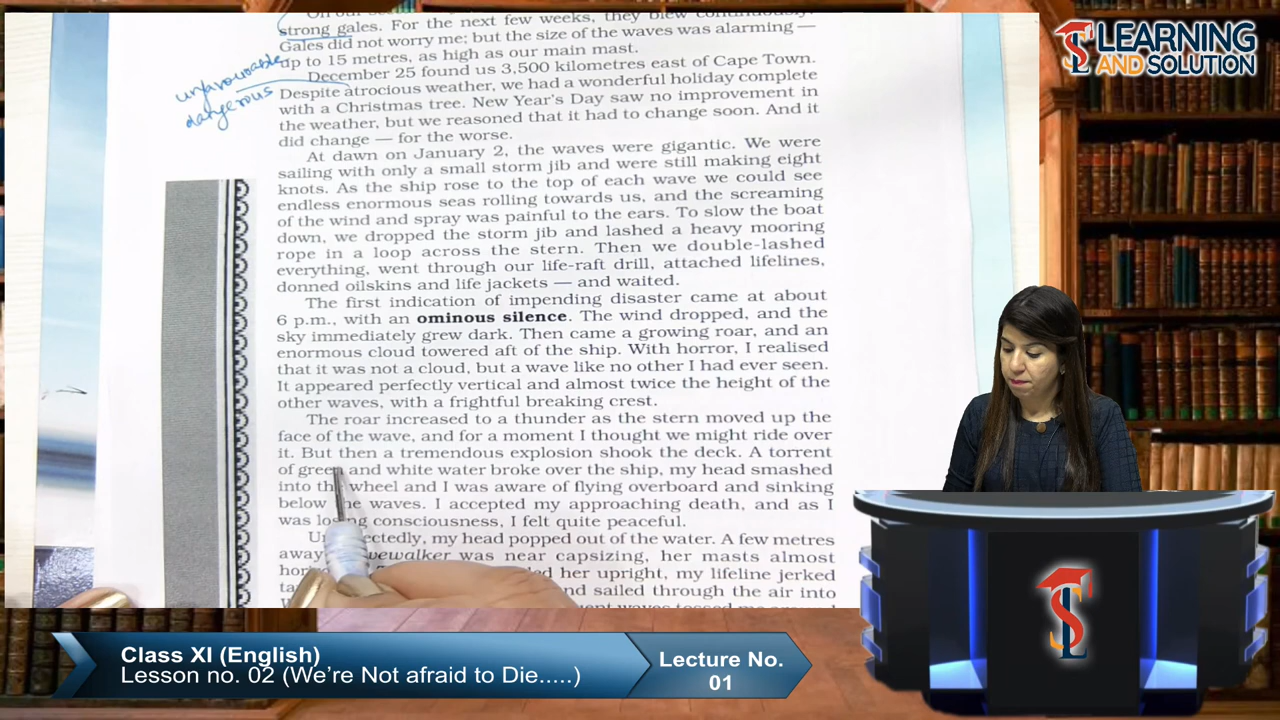 On our
strong gales. For the next few weeks, they blew continuously.
Gales did not worry me; but the size of the waves was alarming —
up to 15 metres, as high as our main mast.
December 25 found us 3,500 kilometres east of Cape Town.
Despite atrocious weather, we had a wonderful holiday complete
with a Christmas tree. New Year's Day saw no improvement in
the weather, but we reasoned that it had to change soon. And it
did change — for the worse.
unfavourable
dangerous
At dawn on January 2, the waves were gigantic. We were
sailing with only a small storm jib and were still making eight
knots. As the ship rose to the top of each wave we could see
endless enormous seas rolling towards us, and the screaming
of the wind and spray was painful to the ears. To slow the boat
down, we dropped the storm jib and lashed a heavy mooring
rope in a loop across the stern. Then we double-lashed
everything, went through our life-raft drill, attached lifelines,
donned oilskins and life jackets — and waited.
The first indication of impending disaster came at about
6 p.m., with an ominous silence. The wind dropped, and the
sky immediately grew dark. Then came a growing roar, and an
enormous cloud towered aft of the ship. With horror, I realised
that it was not a cloud, but a wave like no other I had ever seen.
It appeared perfectly vertical and almost twice the height of the
other waves, with a frightful breaking crest.
The roar increased to a thunder as the stern moved up the
face of the wave, and for a moment I thought we might ride over
it. But then a tremendous explosion shook the deck. A torrent
of green and white water broke over the ship, my head smashed
into the wheel and I was aware of flying overboard and sinking
below the waves. I accepted my approaching death, and as I
was losing consciousness, I felt quite peaceful.
Unexpectedly, my head popped out of the water. A few metres
away wewalker was near capsizing, her masts almost
hor her upright, my lifeline jerked
ta nd sailed through the air into
waves tossed me
LEARNING
AND SOLUTION
Class XI (English)
Lesson no. 02 (We're Not afraid to Die.....)
Lecture No.
01